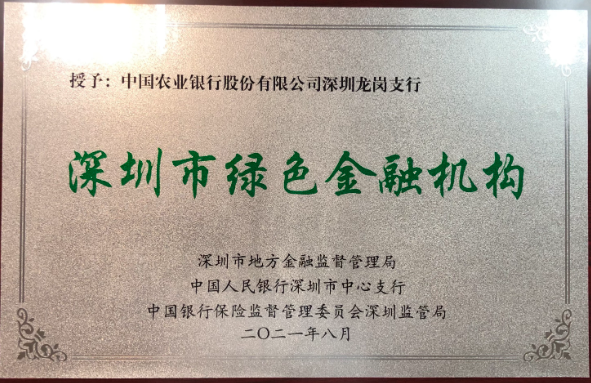 授予：中国农业银行股份有限公司深圳龙岗支行
深圳市绿色金融机构
深圳市地方金融监督管理局
中国人民银行深圳市中心支行
中国银行保险监督管理委员会深圳监管局
二〇二一年八月